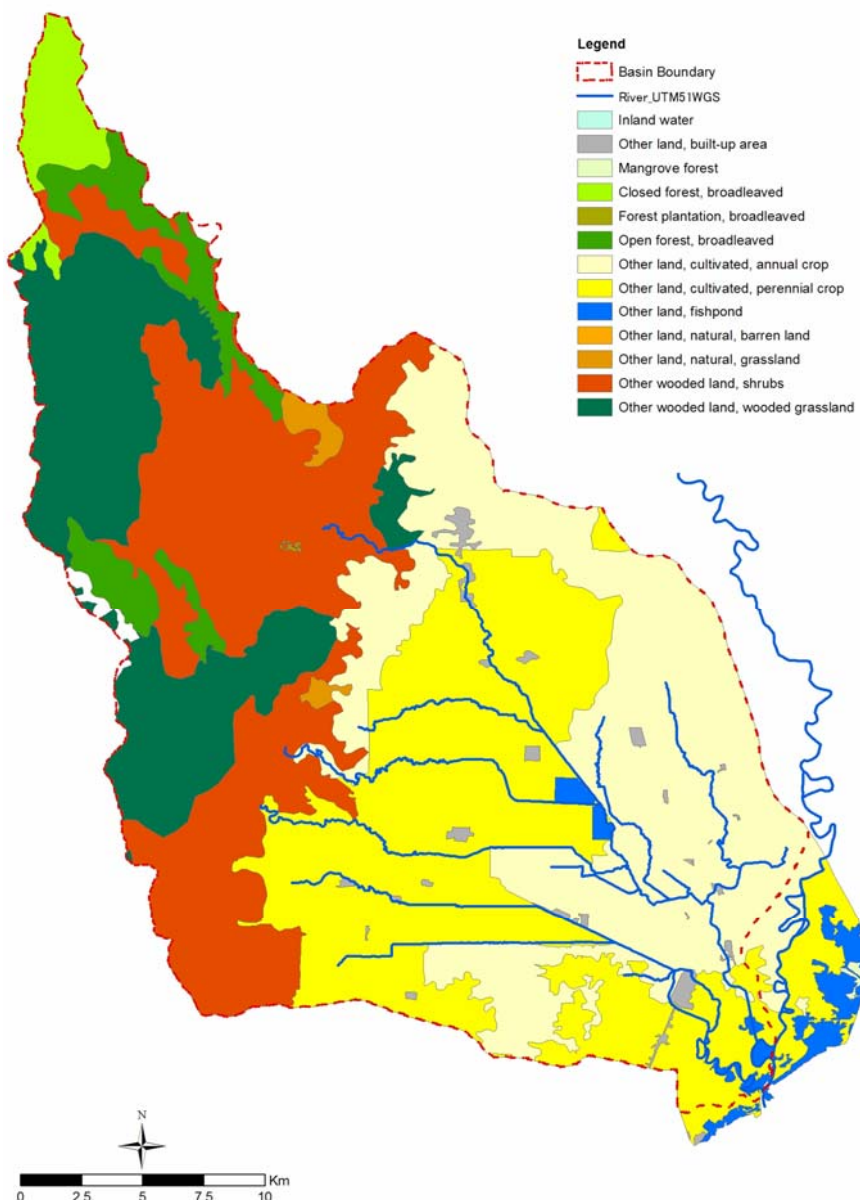 Legend
Basin Boundary
River_UTM51WGS
Inland water
Other land, built-up area
Mangrove forest
Closed forest, broadleaved
Forest plantation, broadleaved
Open forest, broadleaved
Other land, cultivated, annual crop
Other land, cultivated, perennial crop
Other land, fishpond
Other land, natural, barren land
Other land, natural, grassland
Other wooded land, shrubs
Other wooded land, wooded grassland
N
Km
0 2.5 5 7.5 10